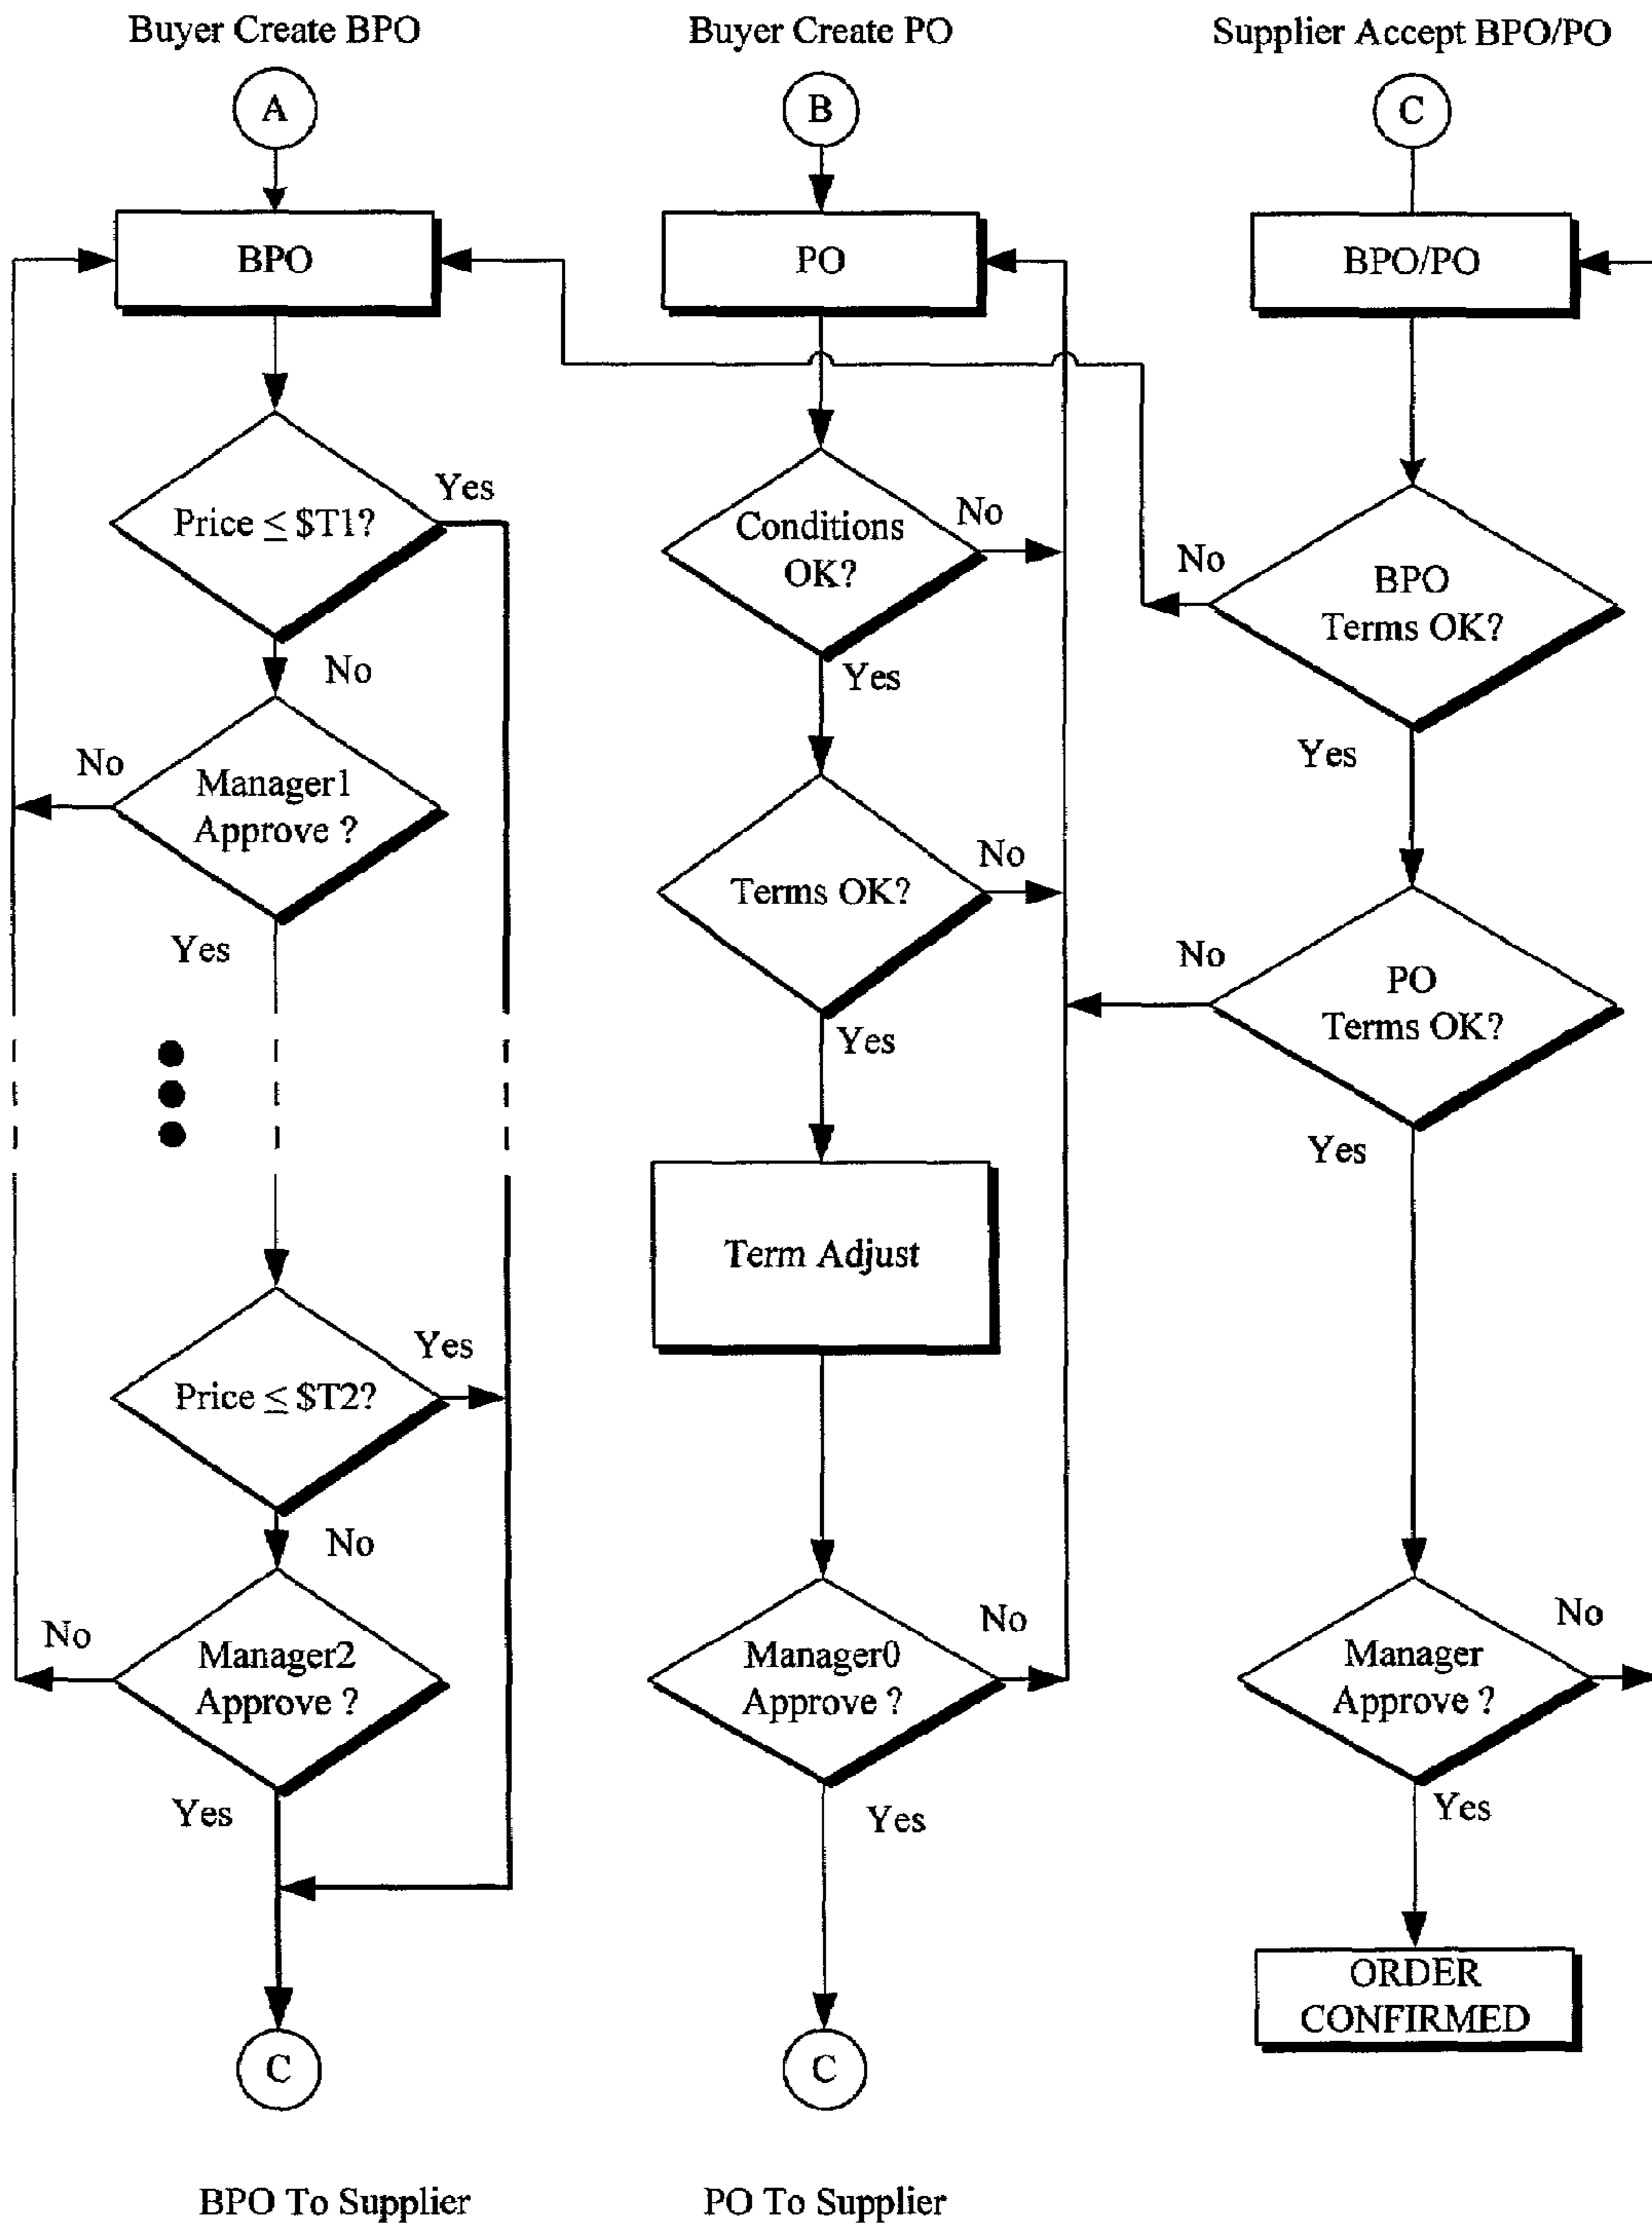 Buyer Create BPO
A
BPO
Price ≤ $T1?
Yes
No
Manager1
Approve ?
No
Yes
Price ≤ $T2?
Yes
No
Manager2
Approve ?
No
Yes
C
BPO To Supplier
Buyer Create PO
B
PO
Conditions
OK?
No
Yes
Terms OK?
No
Yes
Term Adjust
Manager0
Approve ?
No
Yes
C
PO To Supplier
Supplier Accept BPO/PO
C
BPO/PO
BPO
Terms OK?
No
Yes
PO
Terms OK?
No
Yes
Manager
Approve ?
No
Yes
ORDER
CONFIRMED